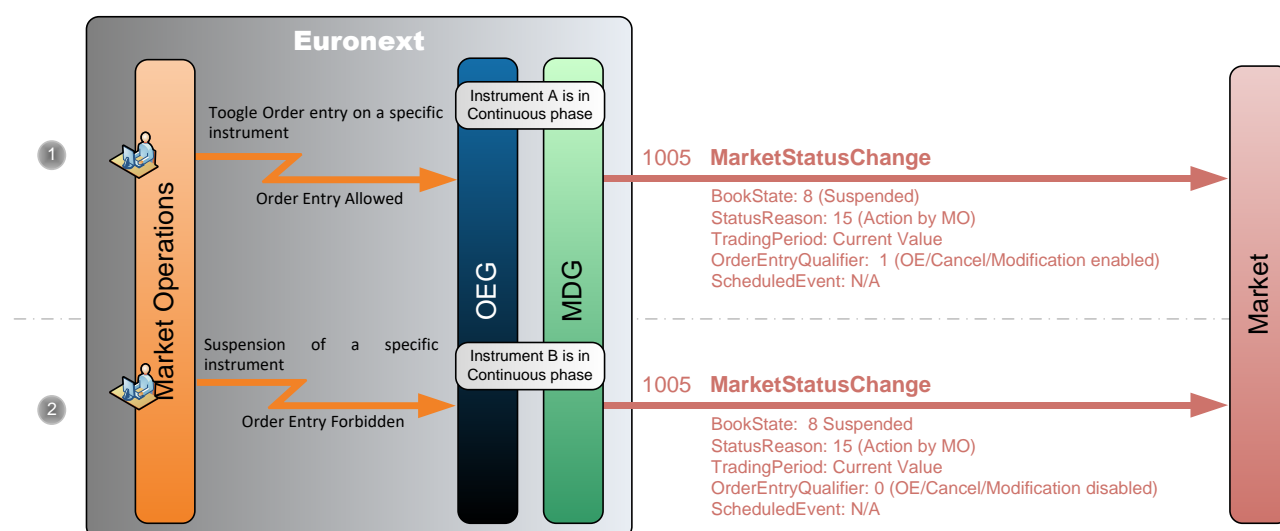 Euronext
Market Operations
OEG
MDG
Market
1
Toogle Order entry on a specific
instrument
Order Entry Allowed
Instrument A is in
Continuous phase
1005 MarketStatusChange
BookState: 8 (Suspended)
StatusReason: 15 (Action by MO)
TradingPeriod: Current Value
OrderEntryQualifier: 1 (OE/Cancel/Modification enabled)
ScheduledEvent: N/A
2
Suspension of a specific
instrument
Order Entry Forbidden
Instrument B is in
Continuous phase
1005 MarketStatusChange
BookState: 8 Suspended
StatusReason: 15 (Action by MO)
TradingPeriod: Current Value
OrderEntryQualifier: 0 (OE/Cancel/Modification disabled)
ScheduledEvent: N/A